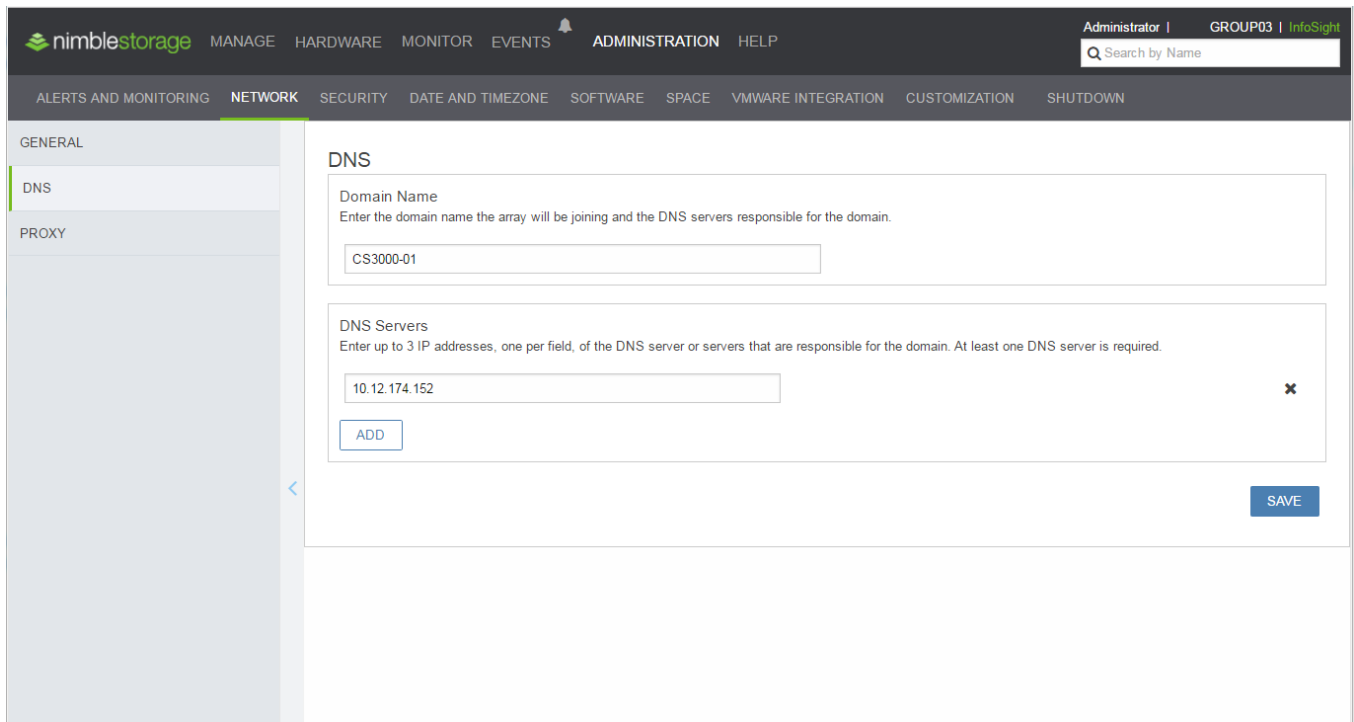 nimblestorage MANAGE HARDWARE MONITOR EVENTS ADMINISTRATION HELP
Administrator | GROUP03 | InfoSight
Search by Name
ALERTS AND MONITORING NETWORK SECURITY DATE AND TIMEZONE SOFTWARE SPACE VMWARE INTEGRATION CUSTOMIZATION SHUTDOWN
GENERAL
DNS
PROXY
DNS
Domain Name
Enter the domain name the array will be joining and the DNS servers responsible for the domain.
CS3000-01
DNS Servers
Enter up to 3 IP addresses, one per field, of the DNS server or servers that are responsible for the domain. At least one DNS server is required.
10.12.174.152
ADD
SAVE